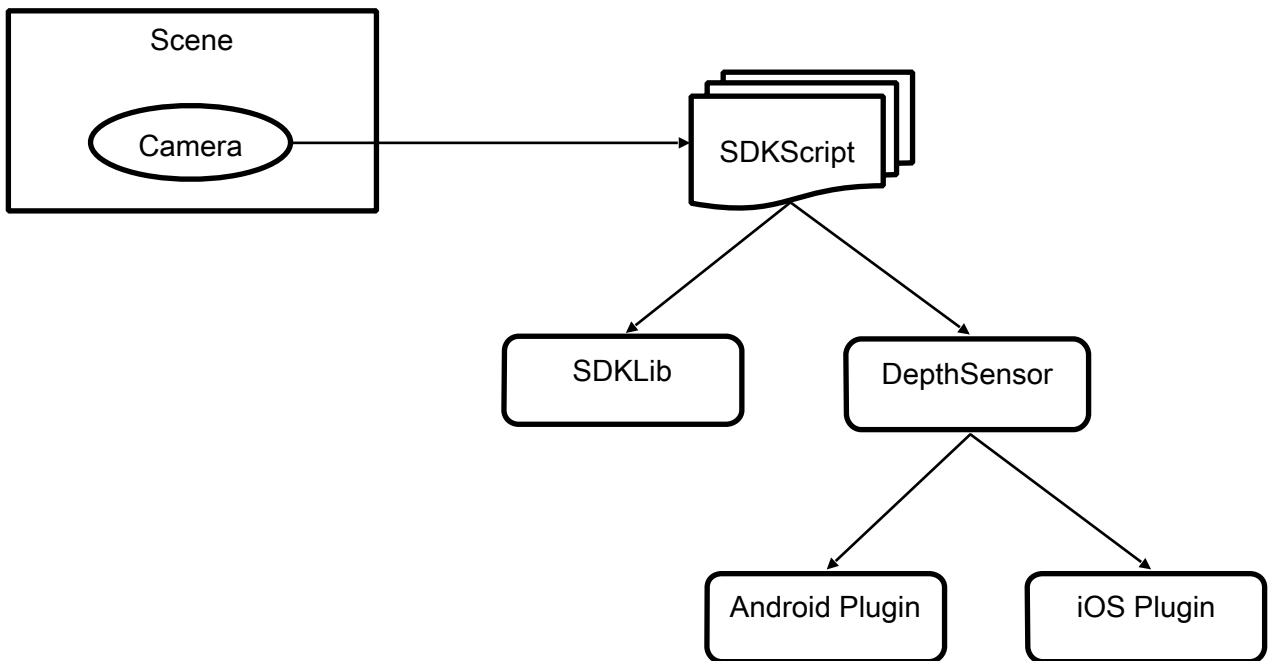 Scene
Camera
SDKScript
SDKLib
DepthSensor
Android Plugin
iOS Plugin